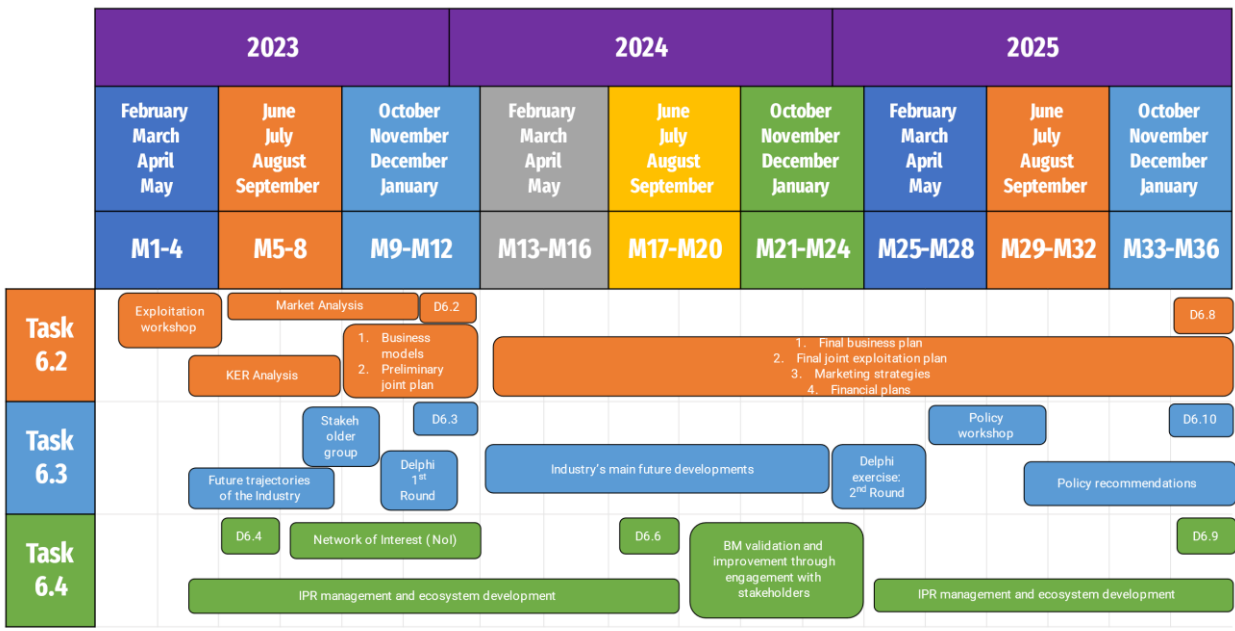 2023
2024
2025
February
March
April
May
June
July
August
September
October
November
December
January
February
March
April
May
June
July
August
September
October
November
December
January
February
March
April
May
June
July
August
September
October
November
December
January
M1-4
M5-8
M9-M12
M13-M16
M17-M20
M21-M24
M25-M28
M29-M32
M33-M36
Task
6.2
Exploitation
workshop
Market Analysis
D6.2
KER Analysis
1. Business
models
2. Preliminary
joint plan
1. Final business plan
2. Final joint exploitation plan
3. Marketing strategies
4. Financial plans
D6.8
Task
6.3
Future trajectories
of the Industry
Stakeh
older
group
D6.3
Delphi
1st
Round
Industry's main future developments
Delphi
exercise:
2nd Round
Policy
workshop
D6.10
Policy recommendations
Task
6.4
D6.4
Network of Interest ( NoI)
IPR management and ecosystem development
D6.6
BM validation and
improvement through
engagement with
stakeholders
D6.9
IPR management and ecosystem development